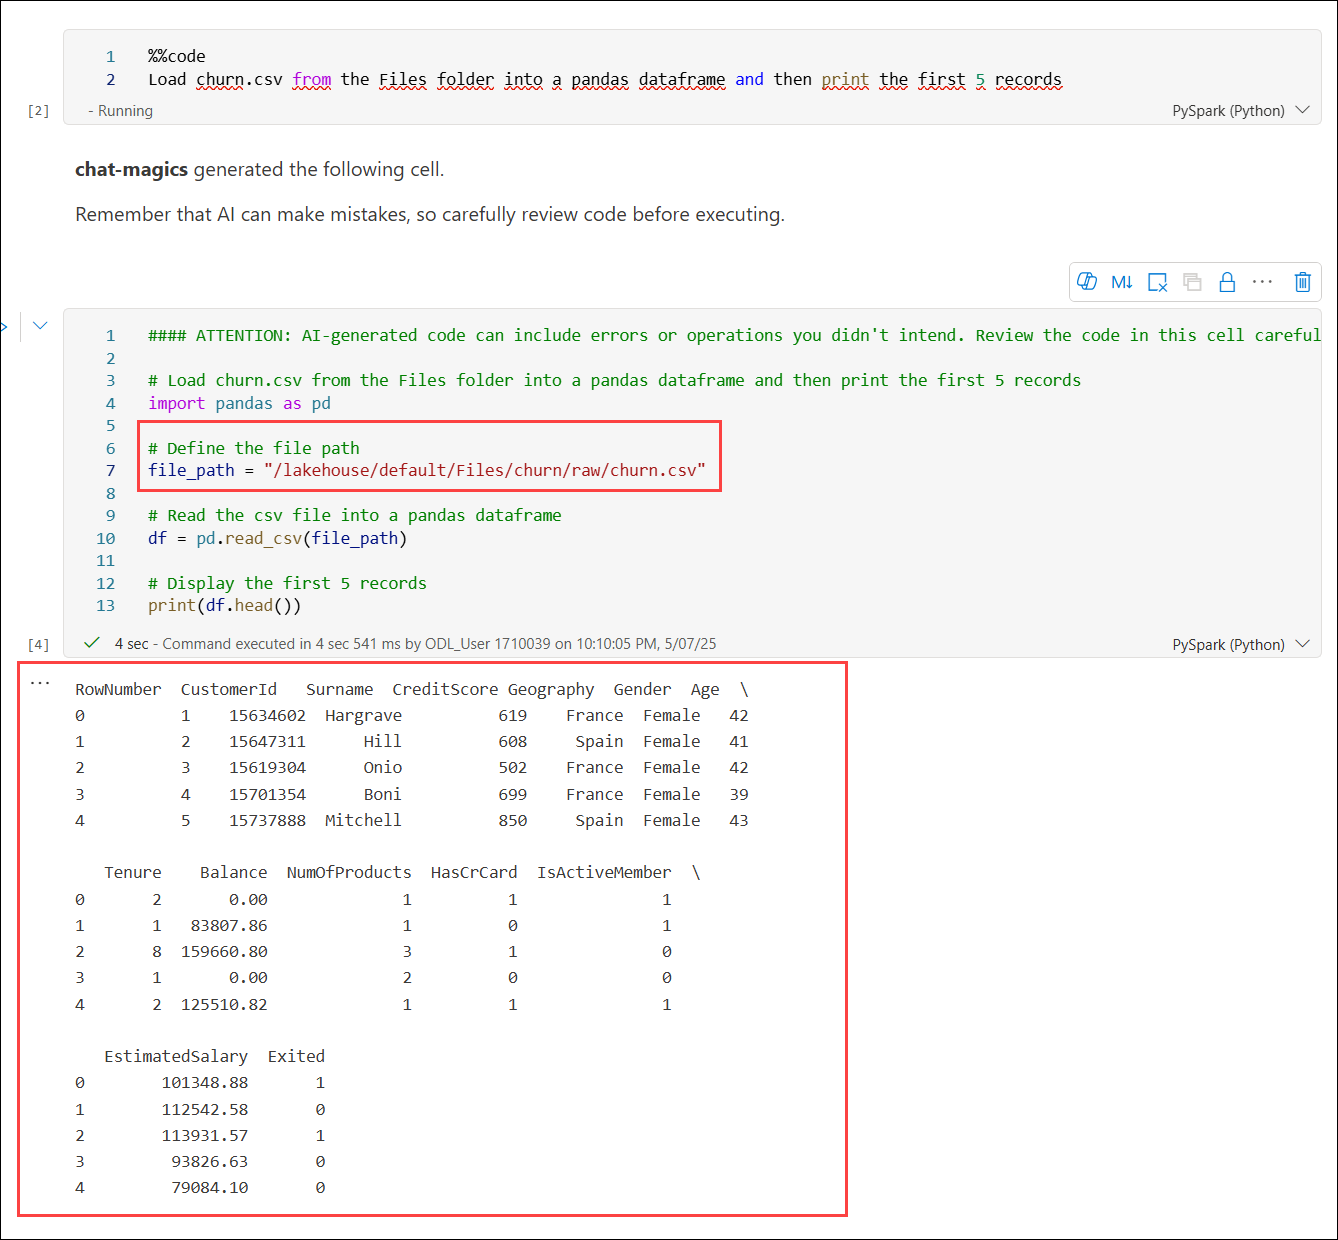 1 %%code
2 Load churn.csv from the Files folder into a pandas dataframe and then print the first 5 records
[2] - Running PySpark (Python)
chat-magics generated the following cell.
Remember that AI can make mistakes, so carefully review code before executing.
M↓ ...
1 #### ATTENTION: AI-generated code can include errors or operations you didn't intend. Review the code in this cell careful
2
3 # Load churn.csv from the Files folder into a pandas dataframe and then print the first 5 records
4 import pandas as pd
5
6 # Define the file path
7 file_path = "/lakehouse/default/Files/churn/raw/churn.csv"
8
9 # Read the csv file into a pandas dataframe
10 df = pd.read_csv(file_path)
11
12 # Display the first 5 records
13 print(df.head())
[4] 4 sec - Command executed in 4 sec 541 ms by ODL_User 1710039 on 10:10:05 PM, 5/07/25 PySpark (Python)
... RowNumber CustomerId Surname CreditScore Geography Gender Age \
0 1 15634602 Hargrave 619 France Female 42
1 2 15647311 Hill 608 Spain Female 41
2 3 15619304 Onio 502 France Female 42
3 4 15701354 Boni 699 France Female 39
4 5 15737888 Mitchell 850 Spain Female 43
Tenure Balance NumOfProducts HasCrCard IsActiveMember \
0 2 0.00 1 1 1
1 1 83807.86 1 0 1
2 8 159660.80 3 1 0
3 1 0.00 2 0 0
4 2 125510.82 1 1 1
EstimatedSalary Exited
0 101348.88 1
1 112542.58 0
2 113931.57 1
3 93826.63 0
4 79084.10 0